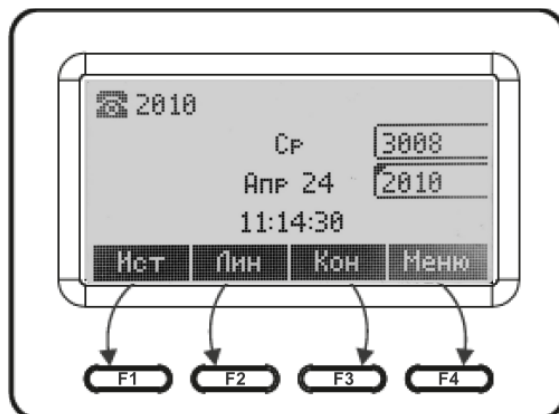 2010
Ср 3008
Апр 24 2010
11:14:30
Ист Лин Кон Меню
F1 F2 F3 F4